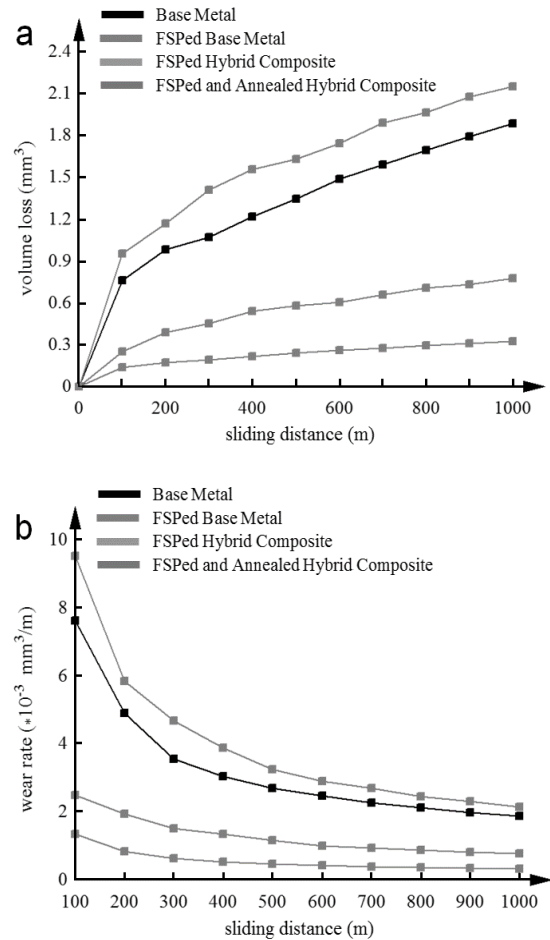 a
Base Metal
FSPed Base Metal
FSPed Hybrid Composite
FSPed and Annealed Hybrid Composite
2.4
2.1
1.8
1.5
1.2
0.9
0.6
0.3
0
volume loss (mm³)
0 200 400 600 800 1000
sliding distance (m)
b
Base Metal
FSPed Base Metal
FSPed Hybrid Composite
FSPed and Annealed Hybrid Composite
10
8
6
4
2
0
wear rate (*10⁻³ mm³/m)
100 200 300 400 500 600 700 800 900 1000
sliding distance (m)